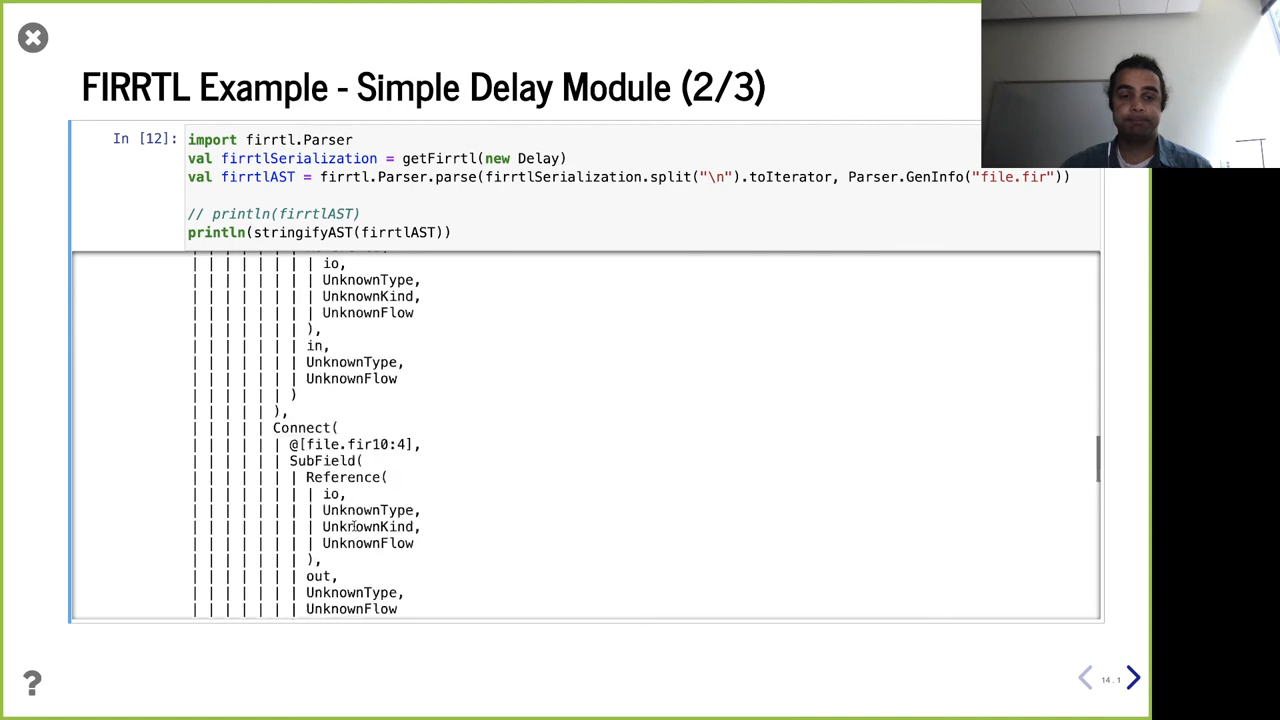 FIRRTL Example - Simple Delay Module (2/3)
In [12]:
import firrtl.Parser
val firrtlSerialization = getFirrtl(new Delay)
val firrtlAST = firrtl.Parser.parse(firrtlSerialization.split("\n").toIterator, Parser.GenInfo("file.fir"))
// println(firrtlAST)
println(stringifyAST(firrtlAST))
| | | | | | | | io,
| | | | | | | | UnknownType,
| | | | | | | | UnknownKind,
| | | | | | | | UnknownFlow
| | | | | | | ),
| | | | | | | in,
| | | | | | | UnknownType,
| | | | | | | UnknownFlow
| | | | | | )
| | | | | ),
| | | | | Connect(
| | | | | | @[file.fir10:4],
| | | | | | SubField(
| | | | | | | Reference(
| | | | | | | | io,
| | | | | | | | UnknownType,
| | | | | | | | UnknownKind,
| | | | | | | | UnknownFlow
| | | | | | | ),
| | | | | | | out,
| | | | | | | UnknownType,
| | | | | | | UnknownFlow
?
14.1